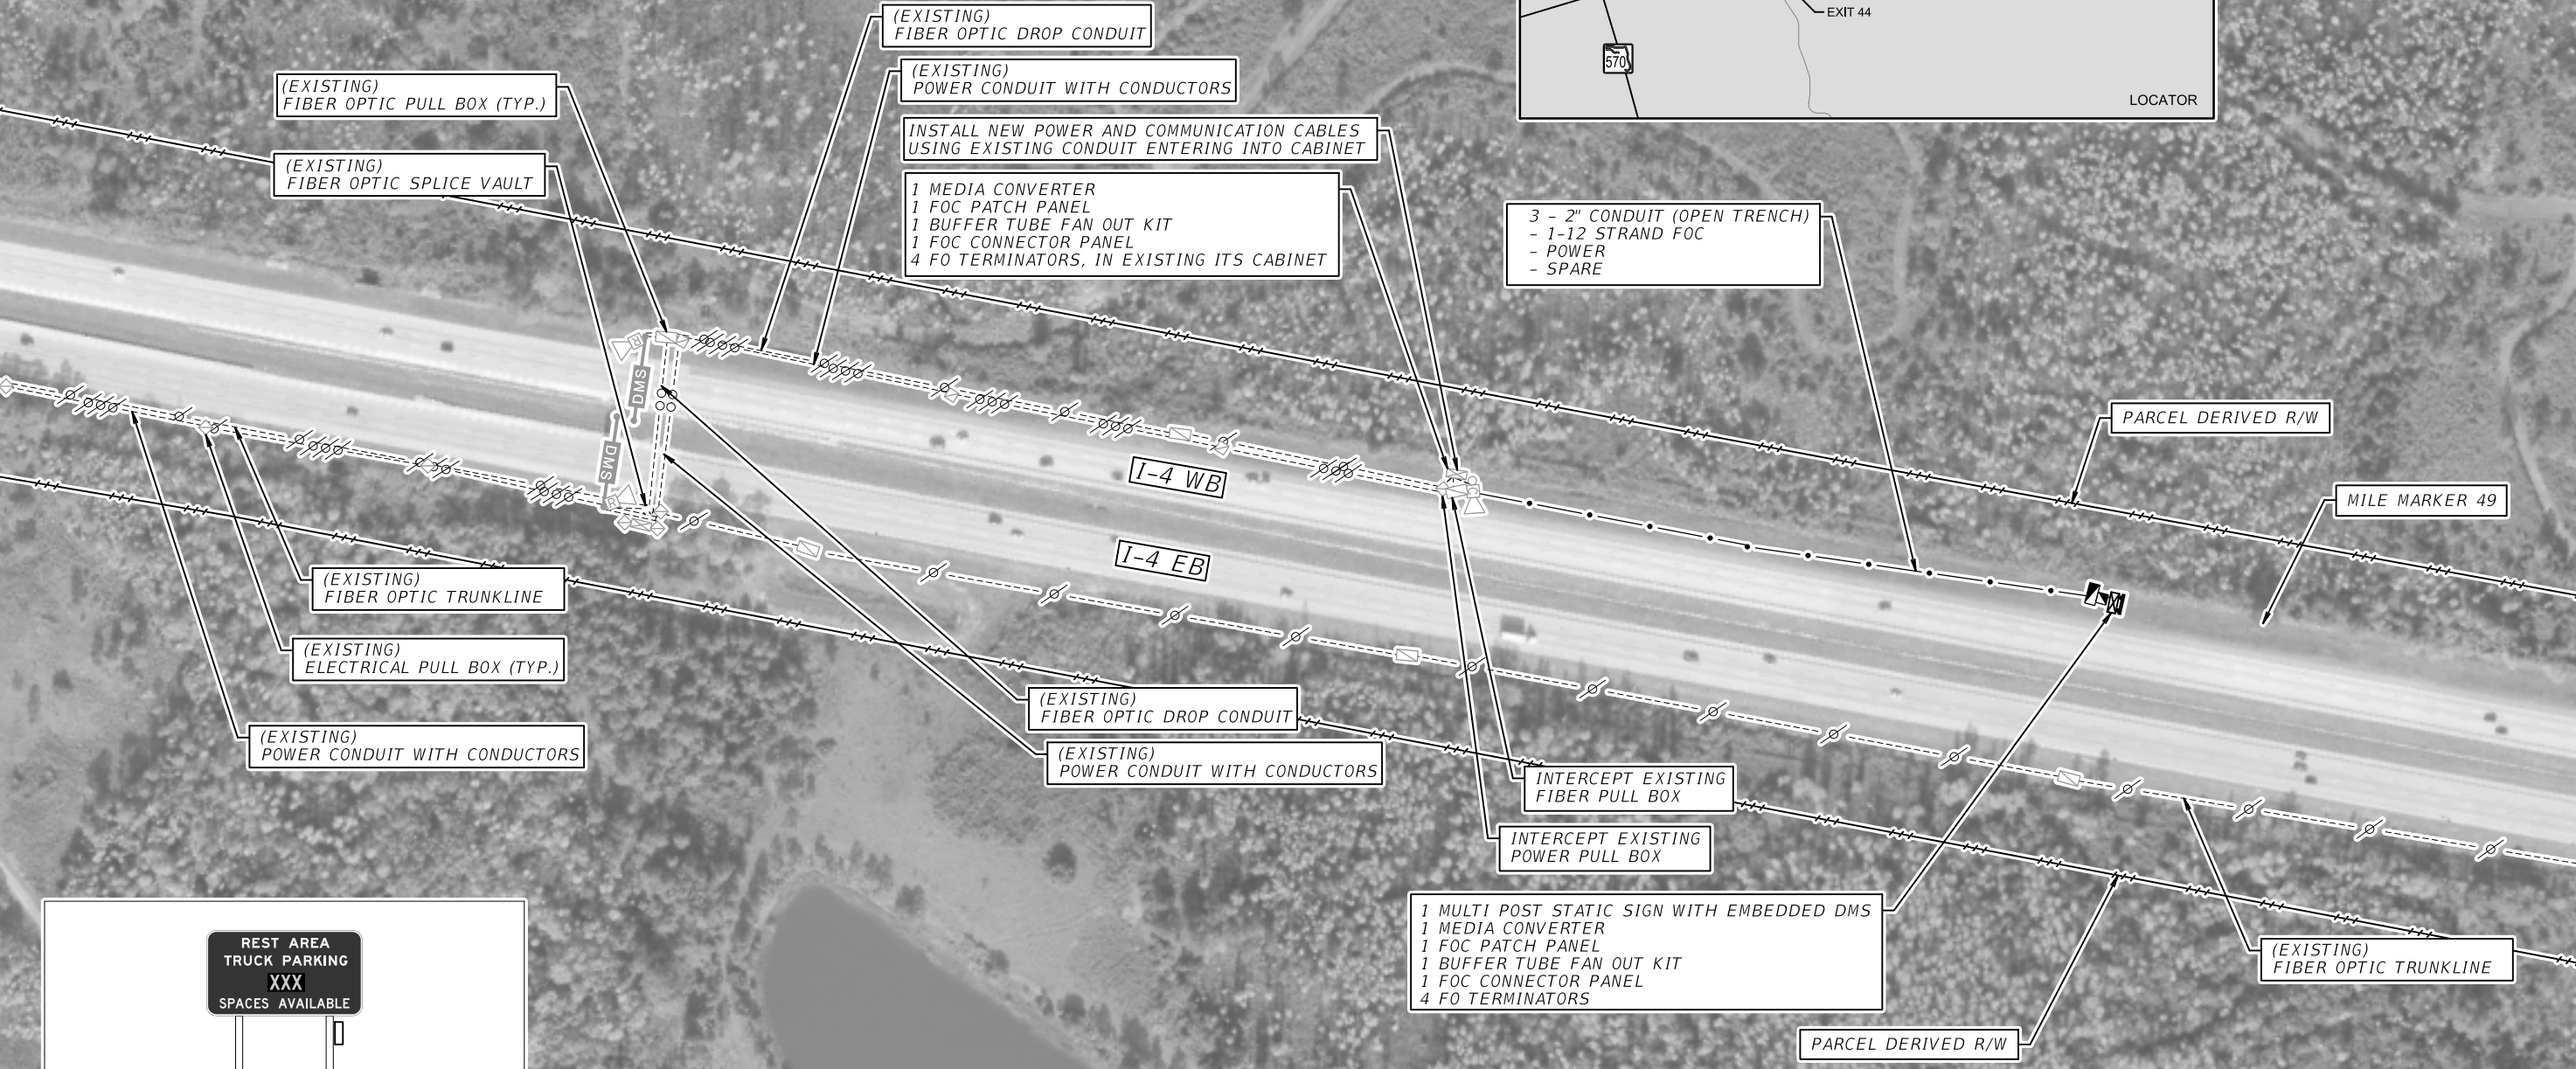 EXIT 44
570
LOCATOR
(EXISTING)
FIBER OPTIC DROP CONDUIT
(EXISTING)
POWER CONDUIT WITH CONDUCTORS
(EXISTING)
FIBER OPTIC PULL BOX (TYP.)
(EXISTING)
FIBER OPTIC SPLICE VAULT
INSTALL NEW POWER AND COMMUNICATION CABLES
USING EXISTING CONDUIT ENTERING INTO CABINET
1 MEDIA CONVERTER
1 FOC PATCH PANEL
1 BUFFER TUBE FAN OUT KIT
1 FOC CONNECTOR PANEL
4 FO TERMINATORS, IN EXISTING ITS CABINET
3 - 2" CONDUIT (OPEN TRENCH)
- 1-12 STRAND FOC
- POWER
- SPARE
PARCEL DERIVED R/W
MILE MARKER 49
DMS
DMS
I-4 WB
I-4 EB
(EXISTING)
FIBER OPTIC TRUNKLINE
(EXISTING)
ELECTRICAL PULL BOX (TYP.)
(EXISTING)
POWER CONDUIT WITH CONDUCTORS
(EXISTING)
FIBER OPTIC DROP CONDUIT
(EXISTING)
POWER CONDUIT WITH CONDUCTORS
INTERCEPT EXISTING
FIBER PULL BOX
INTERCEPT EXISTING
POWER PULL BOX
1 MULTI POST STATIC SIGN WITH EMBEDDED DMS
1 MEDIA CONVERTER
1 FOC PATCH PANEL
1 BUFFER TUBE FAN OUT KIT
1 FOC CONNECTOR PANEL
4 FO TERMINATORS
(EXISTING)
FIBER OPTIC TRUNKLINE
PARCEL DERIVED R/W
REST AREA
TRUCK PARKING
XXX
SPACES AVAILABLE